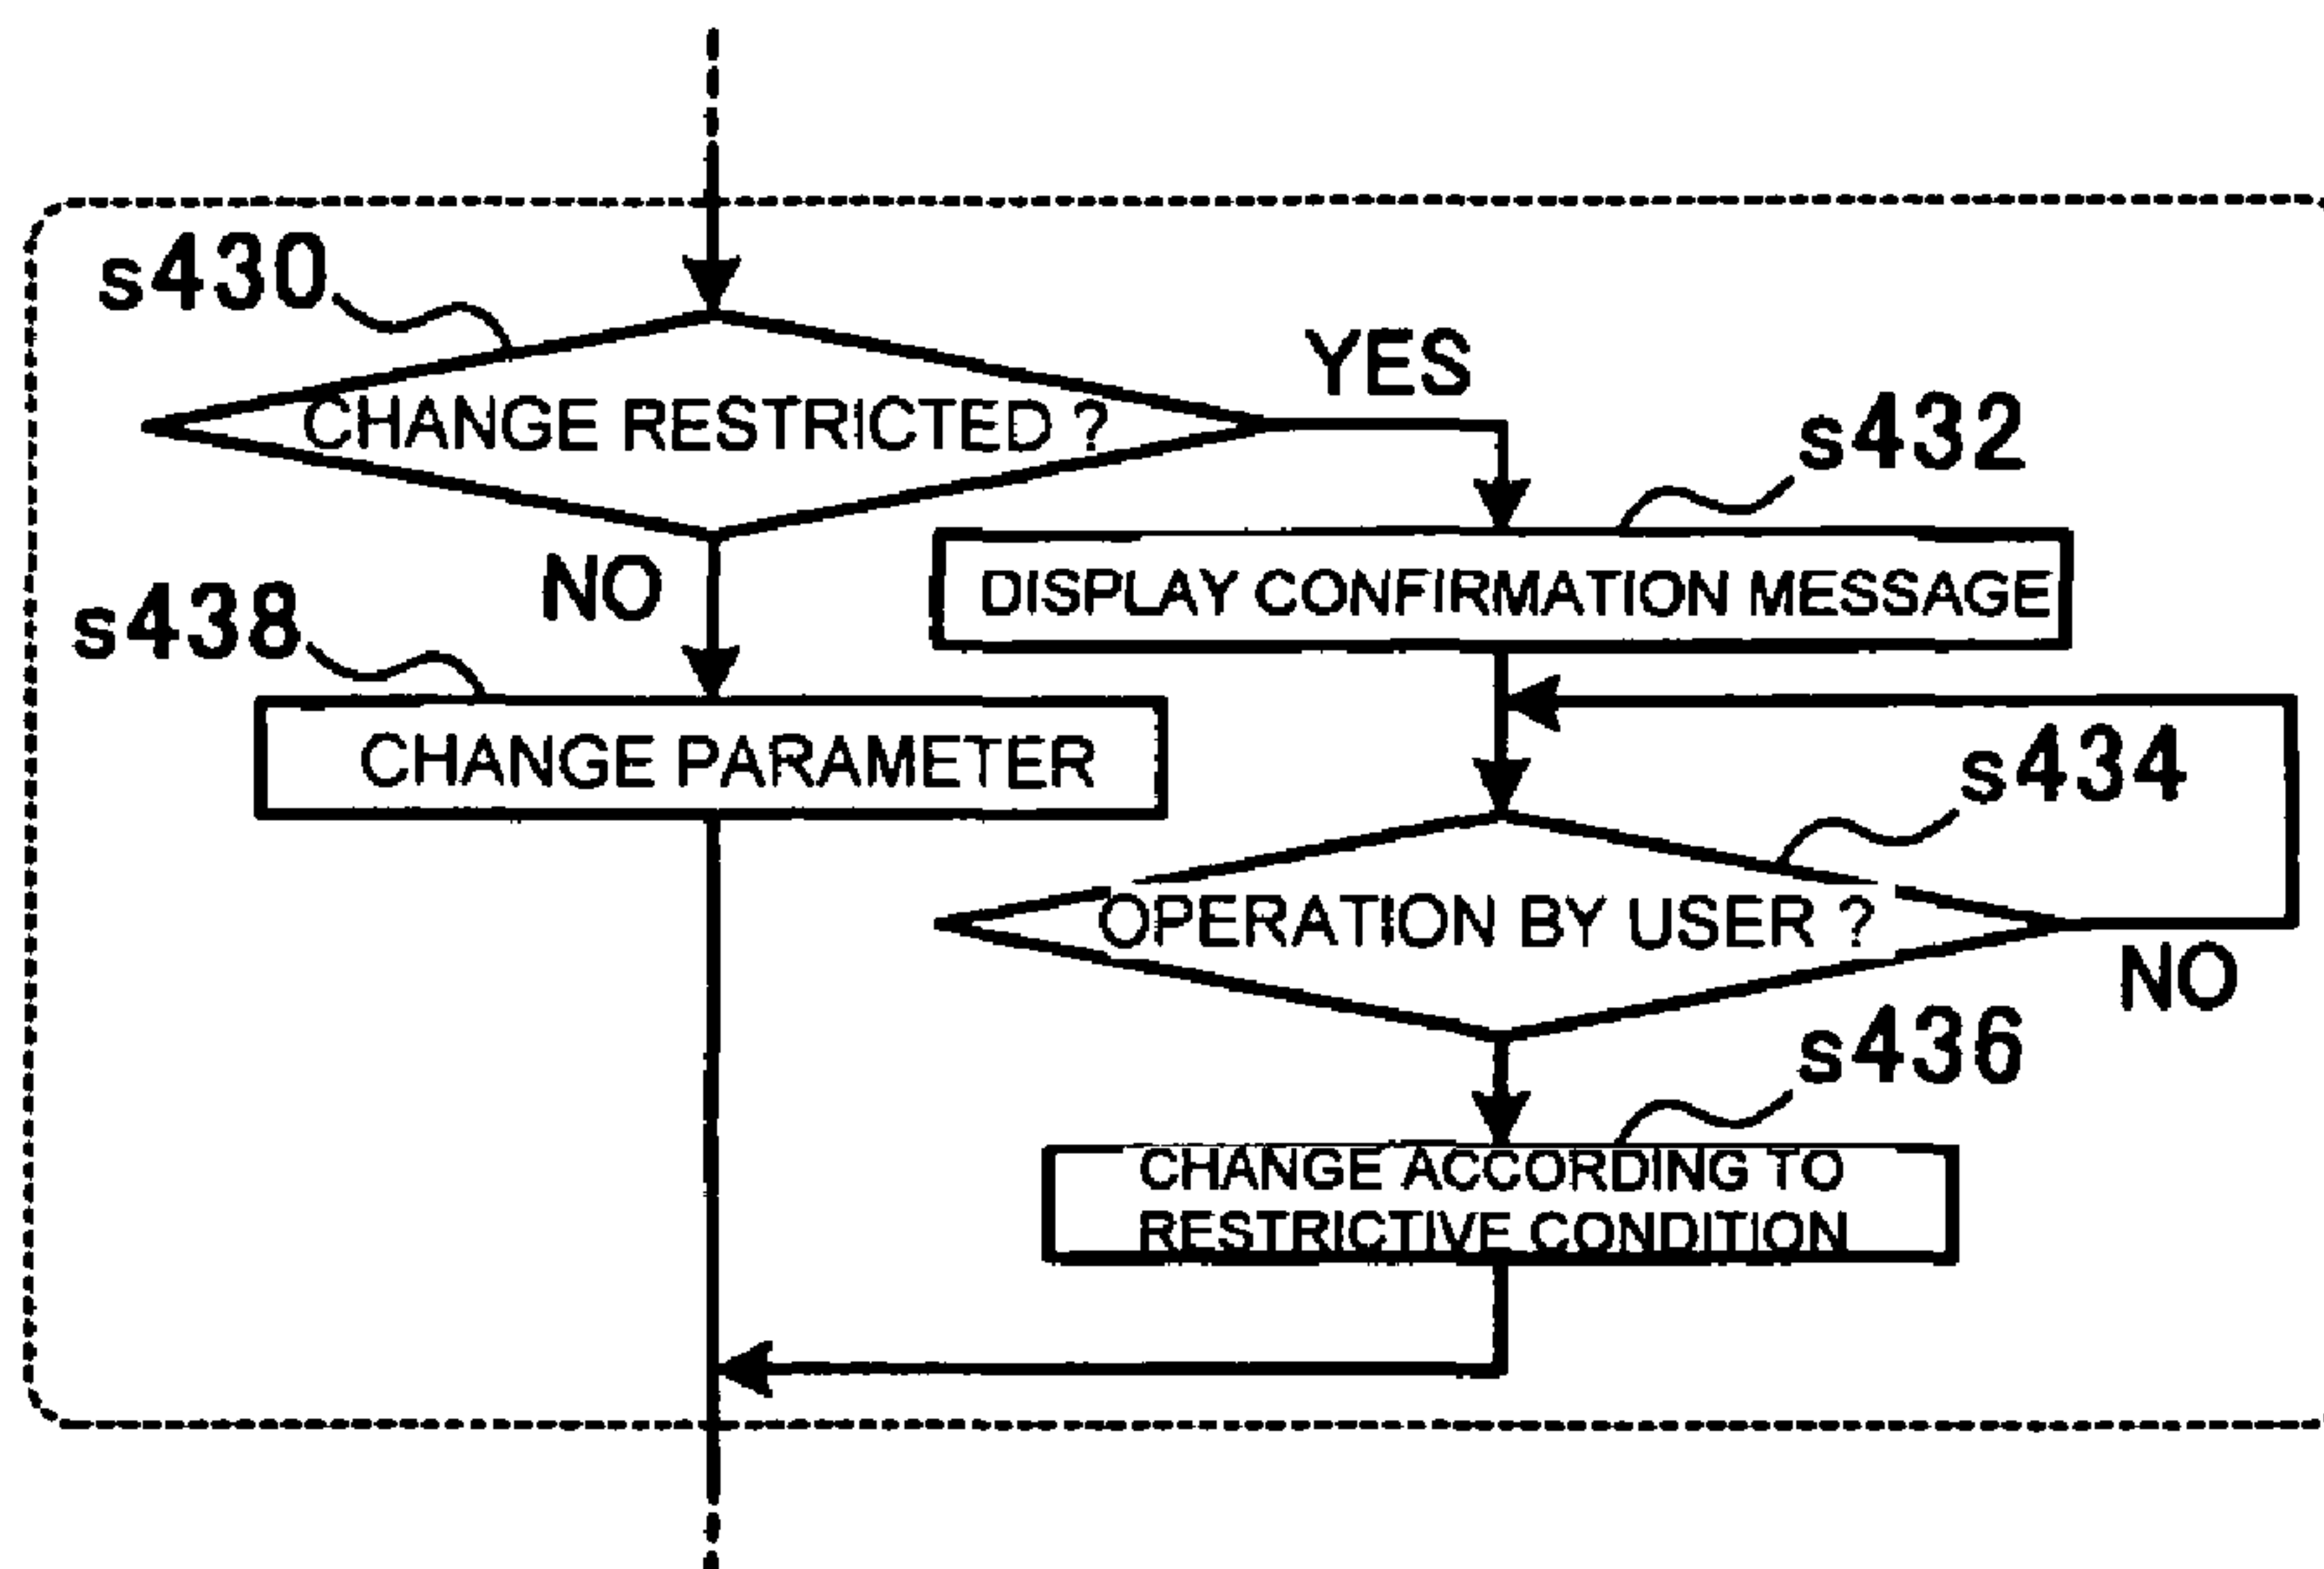 s430
CHANGE RESTRICTED ?
YES
s432
DISPLAY CONFIRMATION MESSAGE
NO
s438
CHANGE PARAMETER
s434
OPERATION BY USER ?
NO
s436
CHANGE ACCORDING TO
RESTRICTIVE CONDITION